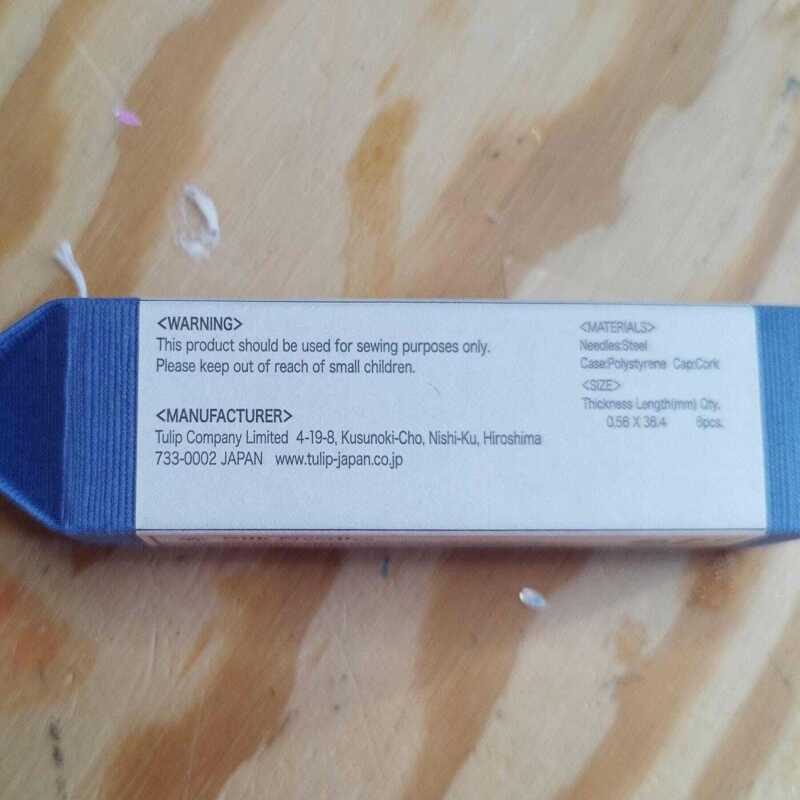 <WARNING>
This product should be used for sewing purposes only.
Please keep out of reach of small children.
<MANUFACTURER>
Tulip Company Limited 4-19-8, Kusunoki-Cho, Nishi-Ku, Hiroshima
733-0002 JAPAN www.tulip-japan.co.jp
<MATERIALS>
Needles:Steel
Case:Polystyrene Cap:Cork
<SIZE>
Thickness Length(mm) Qty.
0.56 X 36.4 pcs.